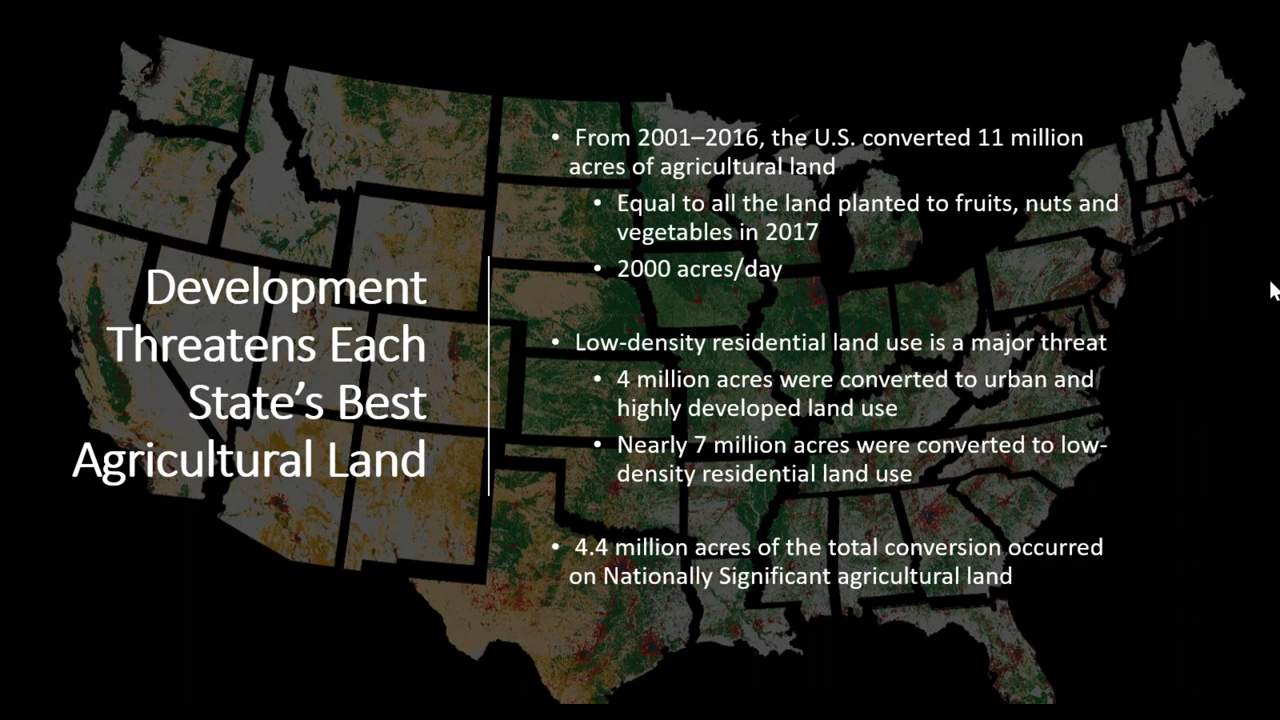 Development
Threatens Each
State’s Best
Agricultural Land
• From 2001–2016, the U.S. converted 11 million
acres of agricultural land
• Equal to all the land planted to fruits, nuts and
vegetables in 2017
• 2000 acres/day
• Low-density residential land use is a major threat
• 4 million acres were converted to urban and
highly developed land use
• Nearly 7 million acres were converted to low-
density residential land use
• 4.4 million acres of the total conversion occurred
on Nationally Significant agricultural land